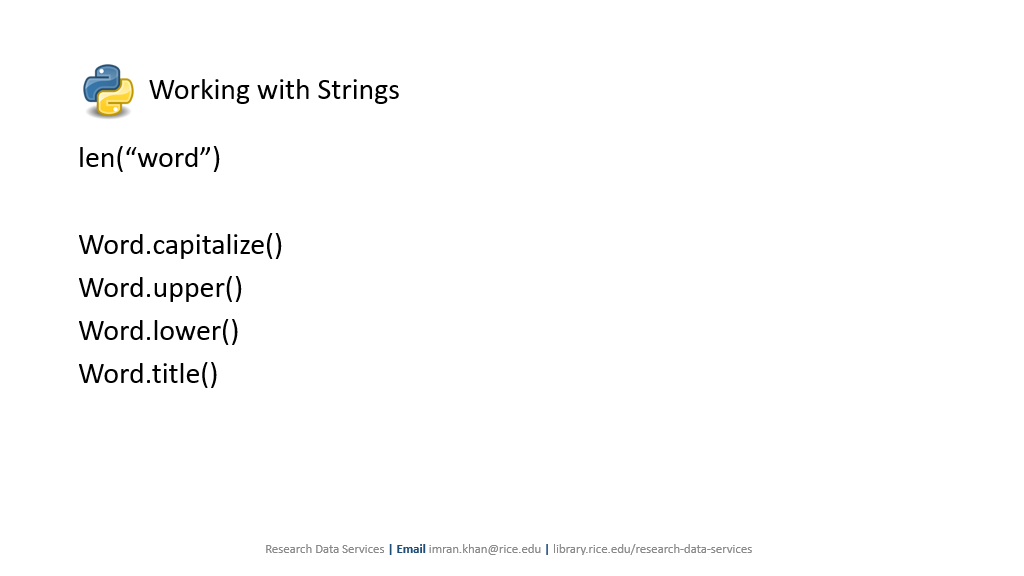 Working with Strings
len(“word”)
Word.capitalize()
Word.upper()
Word.lower()
Word.title()
Research Data Services | Email imran.khan@rice.edu | library.rice.edu/research-data-services